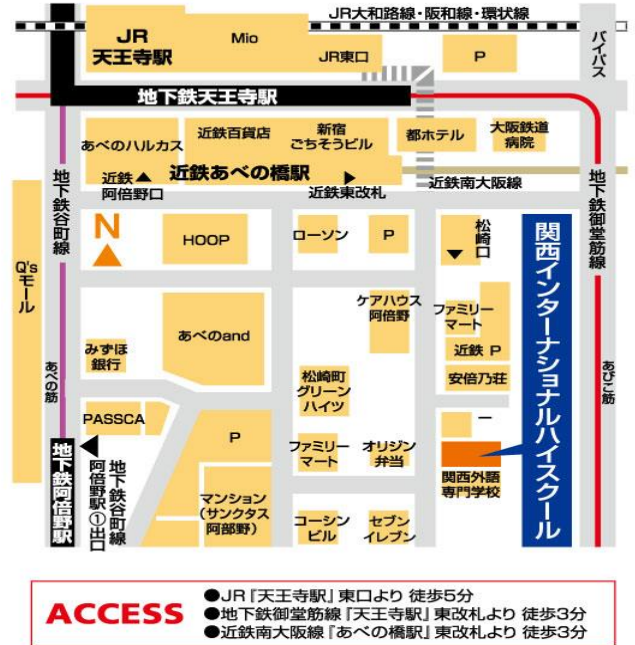 JR大和路線・阪和線・環状線
JR
天王寺駅
Mio
JR東口
P
バイパス
地下鉄天王寺駅
あべのハルカス
近鉄百貨店
新宿
ごちそうビル
都ホテル
大阪鉄道
病院
近鉄
阿倍野口
近鉄あべの橋駅
近鉄東改札
近鉄南大阪線
地下鉄谷町線
地下鉄御堂筋線
N
HOOP
ローソン
P
松崎口
関西インターナショナルハイスクール
Q'sモール
あべのand
ケアハウス
阿倍野
ファミリー
マート
みずほ
銀行
近鉄 P
あべの筋
松崎町
グリーン
ハイツ
安倍乃荘
あびこ筋
PASSCA
P
ファミリー
マート
オリジン
弁当
関西外語
専門学校
地下鉄阿倍野駅
地下鉄谷町線
阿倍野駅①出口
マンション
(サンクタス
阿部野)
コーシン
ビル
セブン
イレブン
ACCESS
●JR『天王寺駅』東口より 徒歩5分
●地下鉄御堂筋線『天王寺駅』東改札より 徒歩3分
●近鉄南大阪線『あべの橋駅』東改札より 徒歩3分